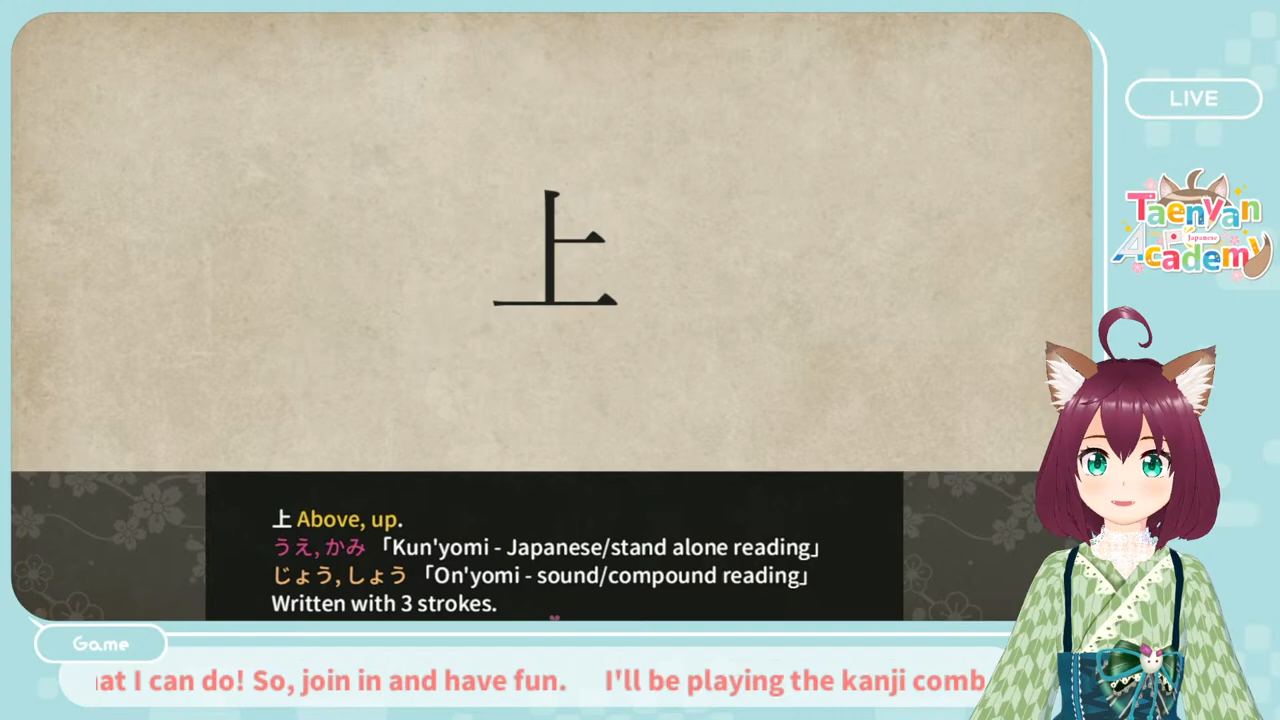 上
LIVE
Taenyan
Japanese
Academy
上 Above, up.
うえ, かみ 「Kun'yomi - Japanese/stand alone reading」
じょう, しょう 「On'yomi - sound/compound reading」
Written with 3 strokes.
Game
at I can do! So, join in and have fun. I'll be playing the kanji comb